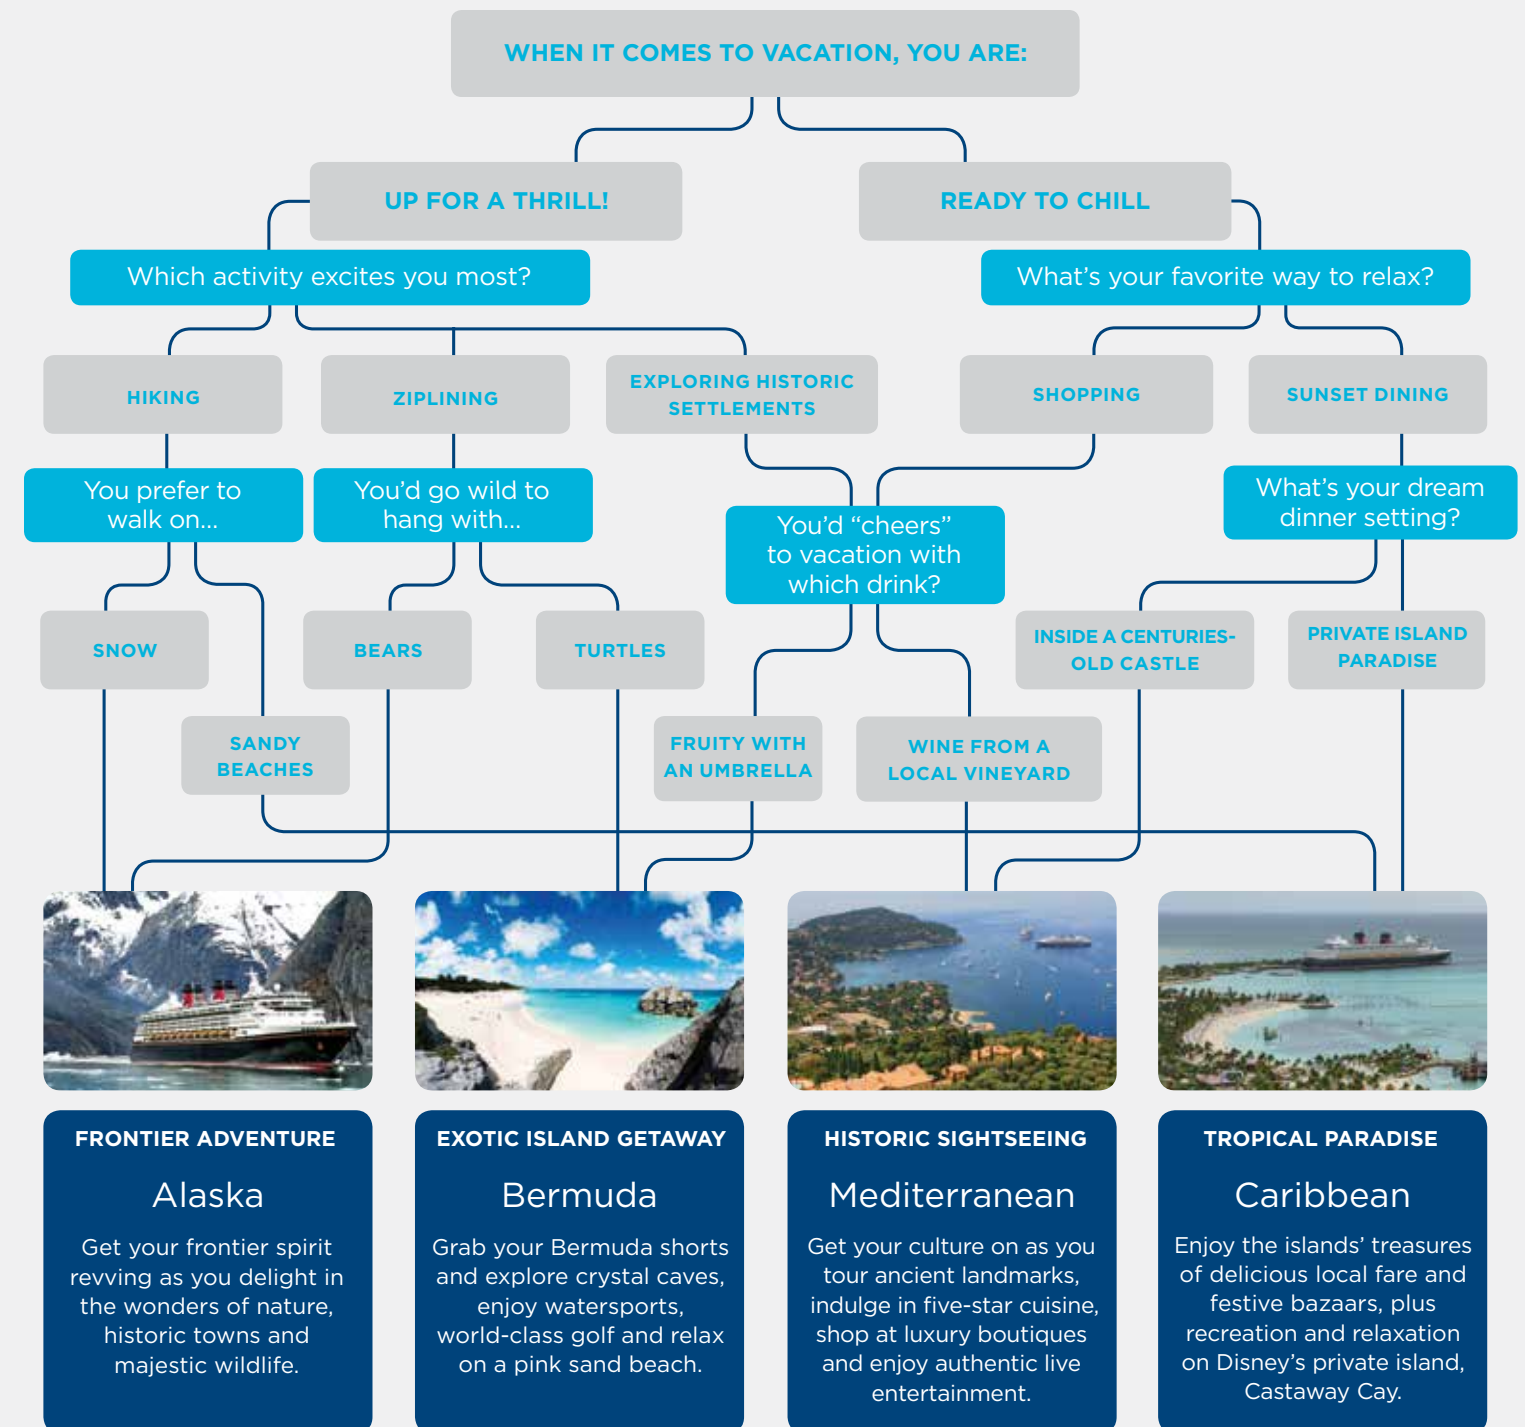 WHEN IT COMES TO VACATION, YOU ARE:
UP FOR A THRILL!
READY TO CHILL
Which activity excites you most?
What's your favorite way to relax?
HIKING
ZIPLINING
EXPLORING HISTORIC
SETTLEMENTS
SHOPPING
SUNSET DINING
You prefer to
walk on...
You'd go wild to
hang with...
You'd “cheers”
to vacation with
which drink?
What's your dream
dinner setting?
SNOW
BEARS
TURTLES
INSIDE A CENTURIES-
OLD CASTLE
PRIVATE ISLAND
PARADISE
SANDY
BEACHES
FRUITY WITH
AN UMBRELLA
WINE FROM A
LOCAL VINEYARD
FRONTIER ADVENTURE
Alaska
Get your frontier spirit
revving as you delight in
the wonders of nature,
historic towns and
majestic wildlife.
EXOTIC ISLAND GETAWAY
Bermuda
Grab your Bermuda shorts
and explore crystal caves,
enjoy watersports,
world-class golf and relax
on a pink sand beach.
HISTORIC SIGHTSEEING
Mediterranean
Get your culture on as you
tour ancient landmarks,
indulge in five-star cuisine,
shop at luxury boutiques
and enjoy authentic live
entertainment.
TROPICAL PARADISE
Caribbean
Enjoy the islands' treasures
of delicious local fare and
festive bazaars, plus
recreation and relaxation
on Disney's private island,
Castaway Cay.